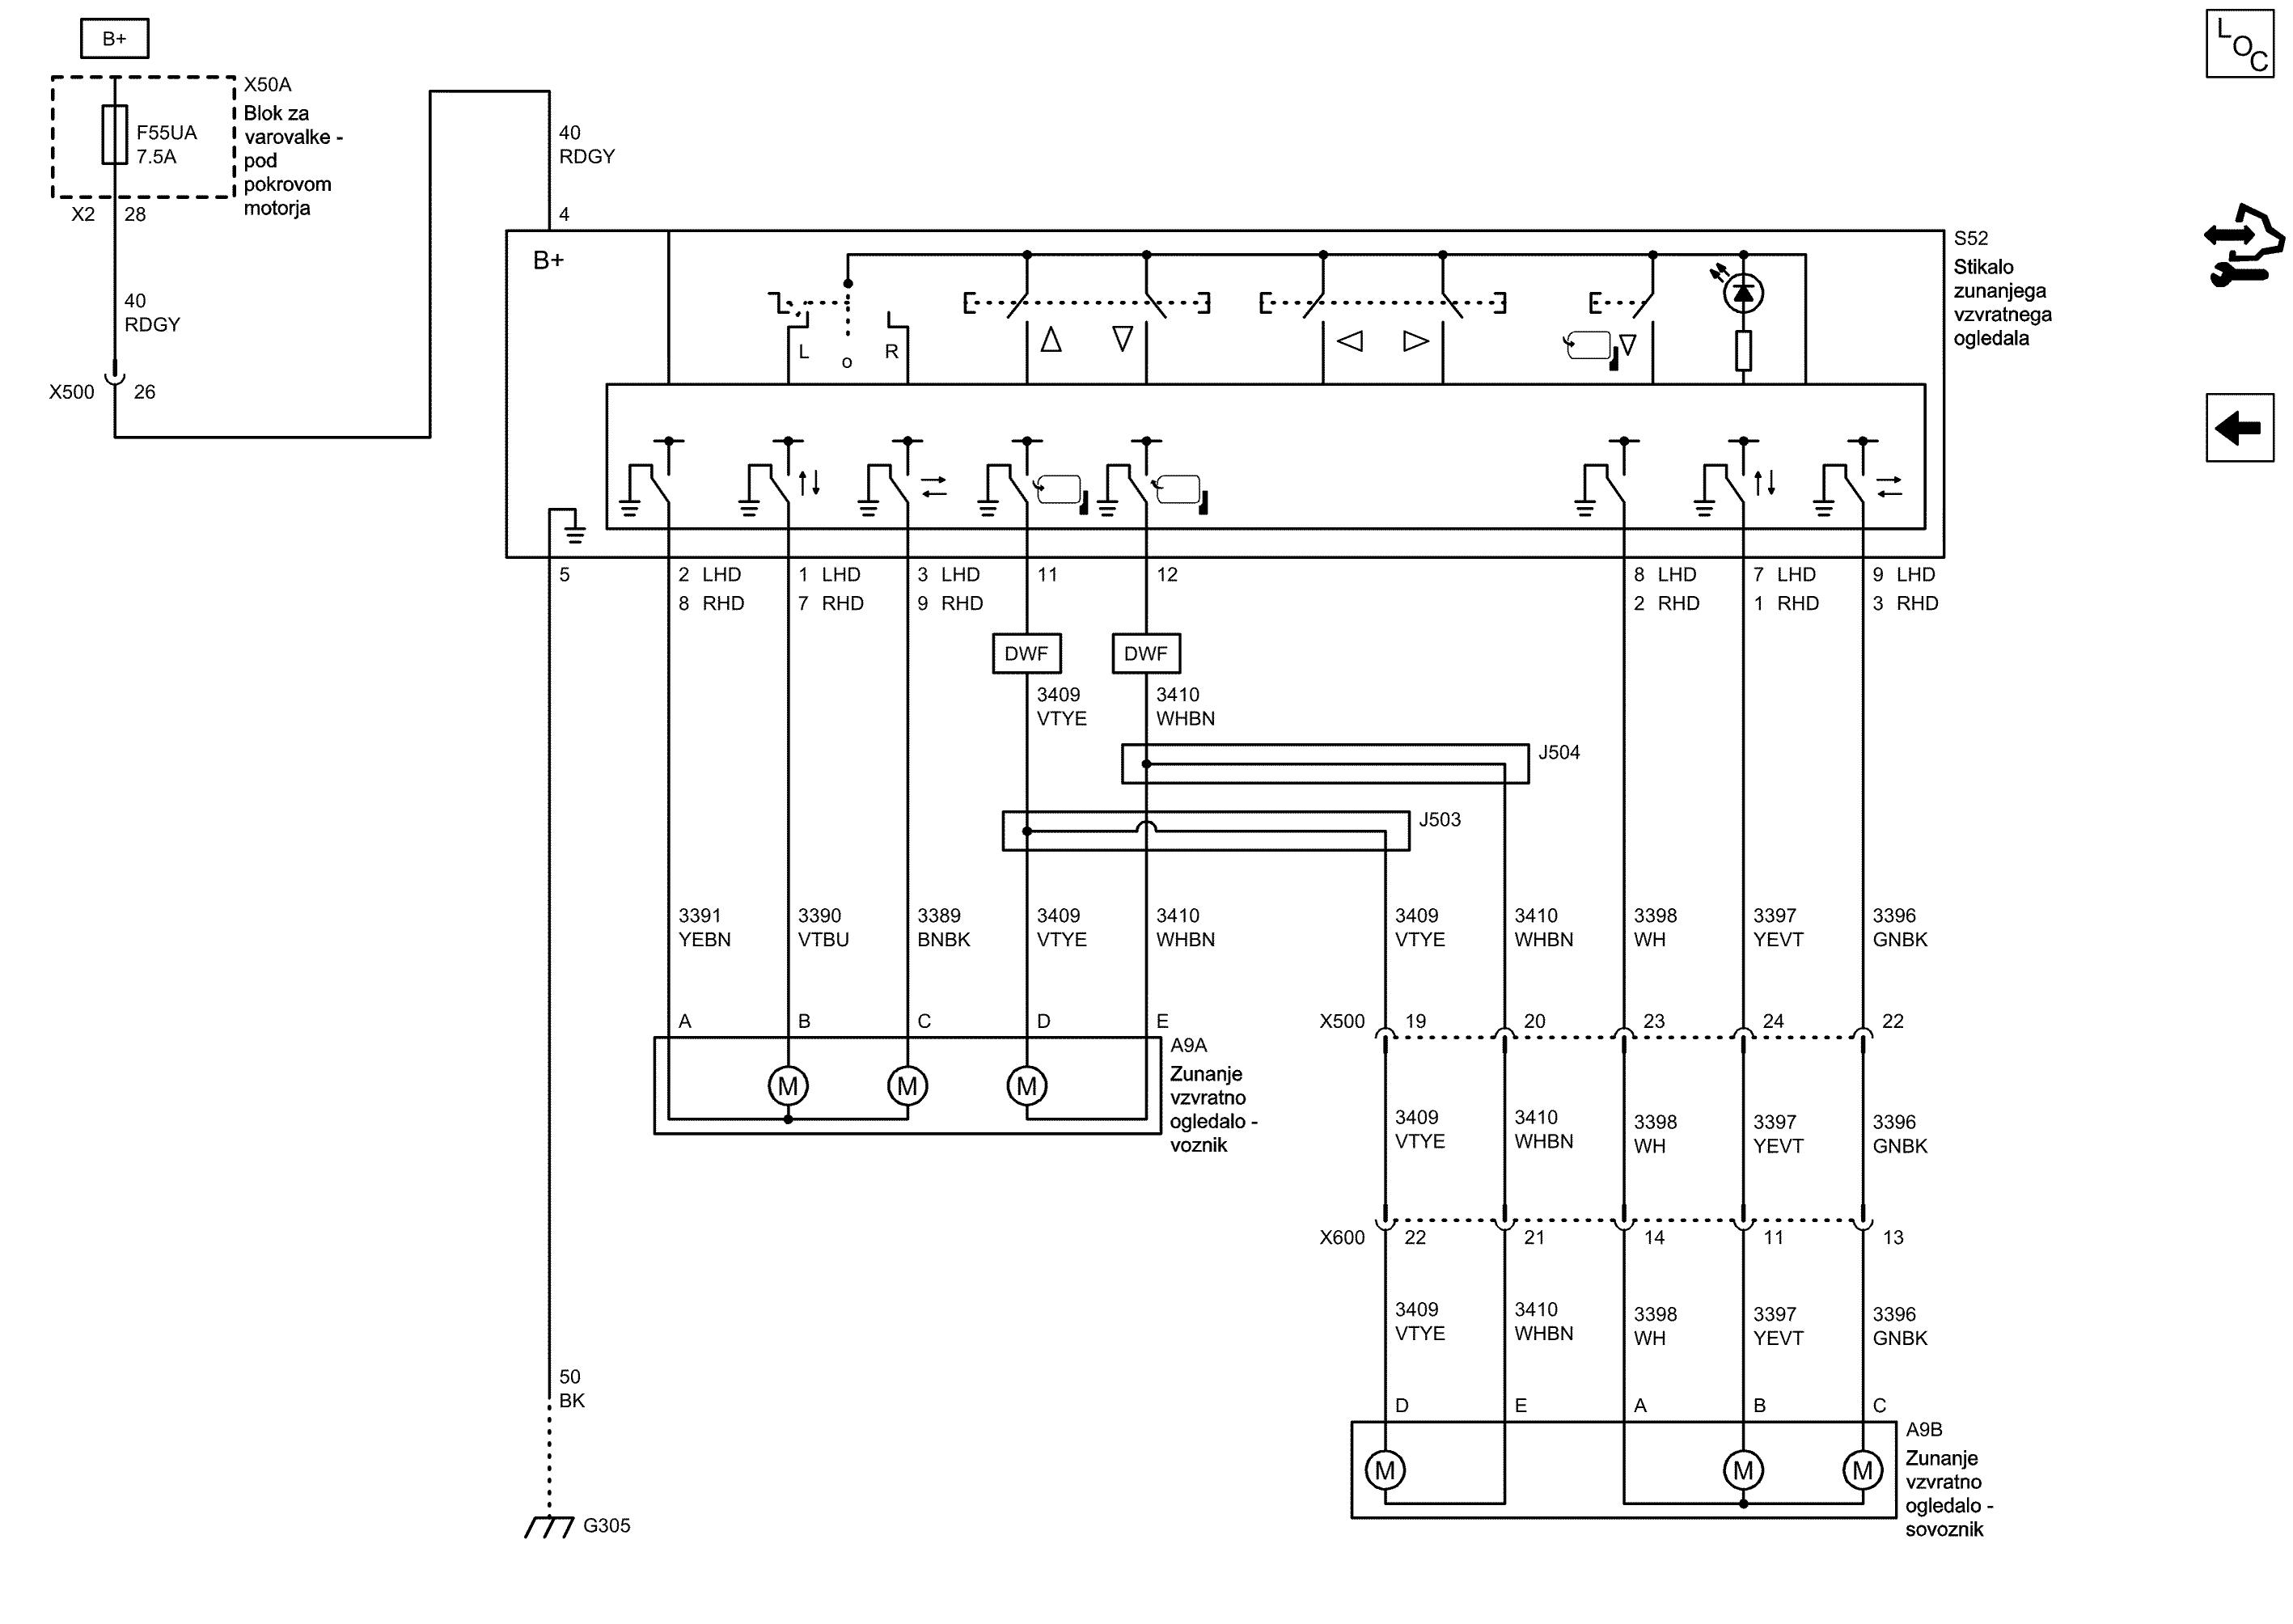 B+
LOC
X50A
Blok za
varovalke -
pod
pokrovom
motorja
F55UA
7.5A
X2 28
40
RDGY
4
40
RDGY
X500 26
B+
S52
Stikalo
zunanjega
vzvratnega
ogledala
L o R
5
2 LHD
8 RHD
1 LHD
7 RHD
3 LHD
9 RHD
11
12
8 LHD
2 RHD
7 LHD
1 RHD
9 LHD
3 RHD
DWF DWF
3409
VTYE
3410
WHBN
J504
J503
3391
YEBN
3390
VTBU
3389
BNBK
3409
VTYE
3410
WHBN
3409
VTYE
3410
WHBN
3398
WH
3397
YEVT
3396
GNBK
A B C D E
X500 19 20 23 24 22
A9A
Zunanje
vzvratno
ogledalo -
voznik
M M M
3409
VTYE
3410
WHBN
3398
WH
3397
YEVT
3396
GNBK
X600 22 21 14 11 13
3409
VTYE
3410
WHBN
3398
WH
3397
YEVT
3396
GNBK
50
BK
D E A B C
A9B
Zunanje
vzvratno
ogledalo -
sovoznik
M M M
G305